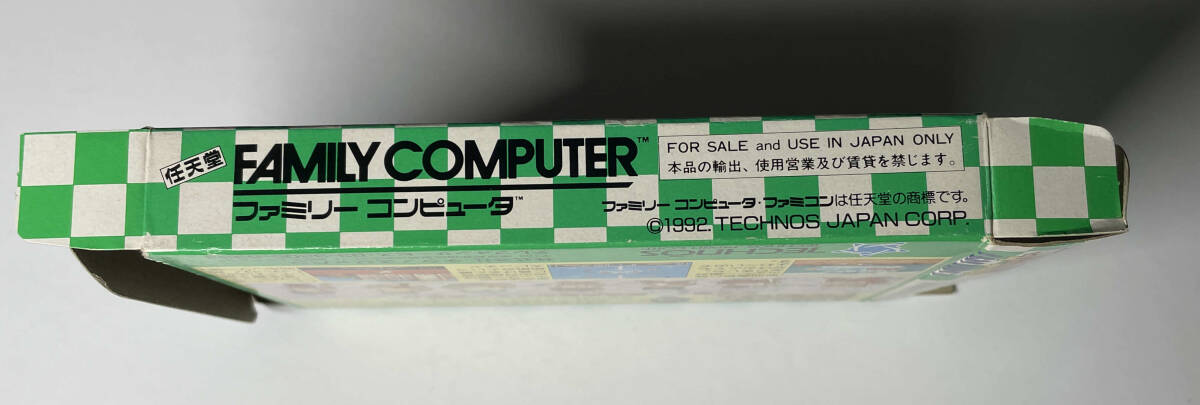 任天堂
FAMILY COMPUTER™
ファミリー コンピュータ™
FOR SALE and USE IN JAPAN ONLY
本品の輸出、使用営業及び賃貸を禁じます。
ファミリー コンピュータ・ファミコンは任天堂の商標です。
©1992. TECHNOS JAPAN CORP.
TECHNOS